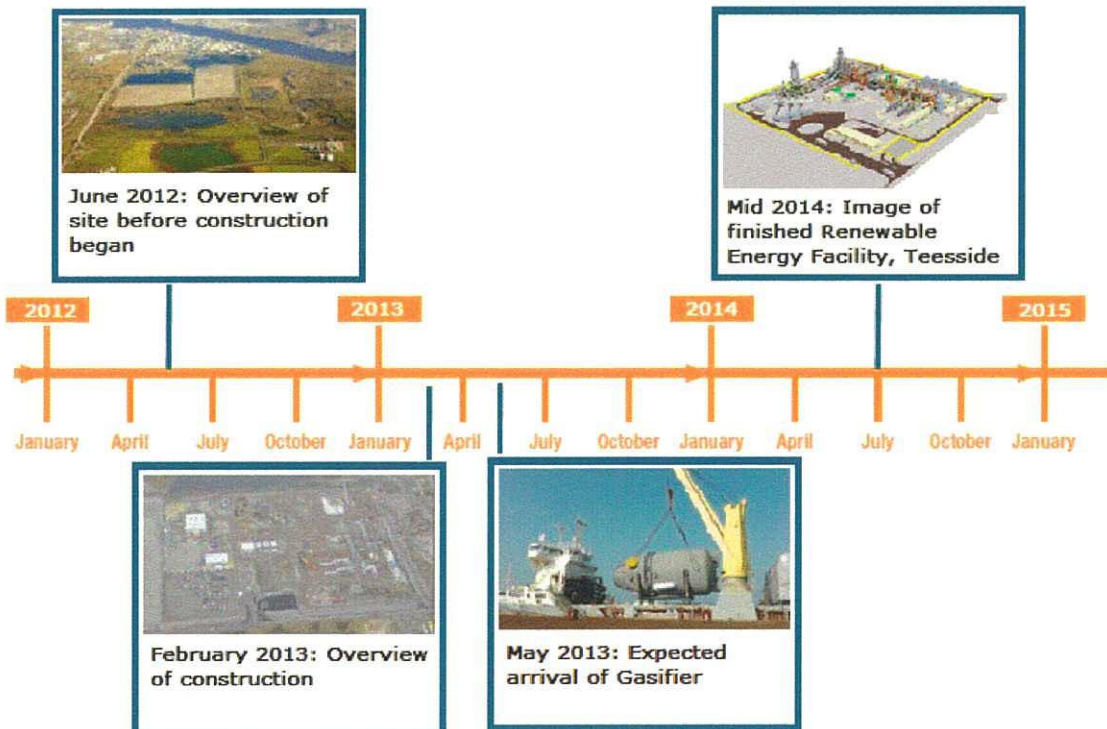 June 2012: Overview of
site before construction
began
Mid 2014: Image of
finished Renewable
Energy Facility, Teesside
2012
2013
2014
2015
January
April
July
October
January
April
July
October
January
April
July
October
January
February 2013: Overview
of construction
May 2013: Expected
arrival of Gasifier